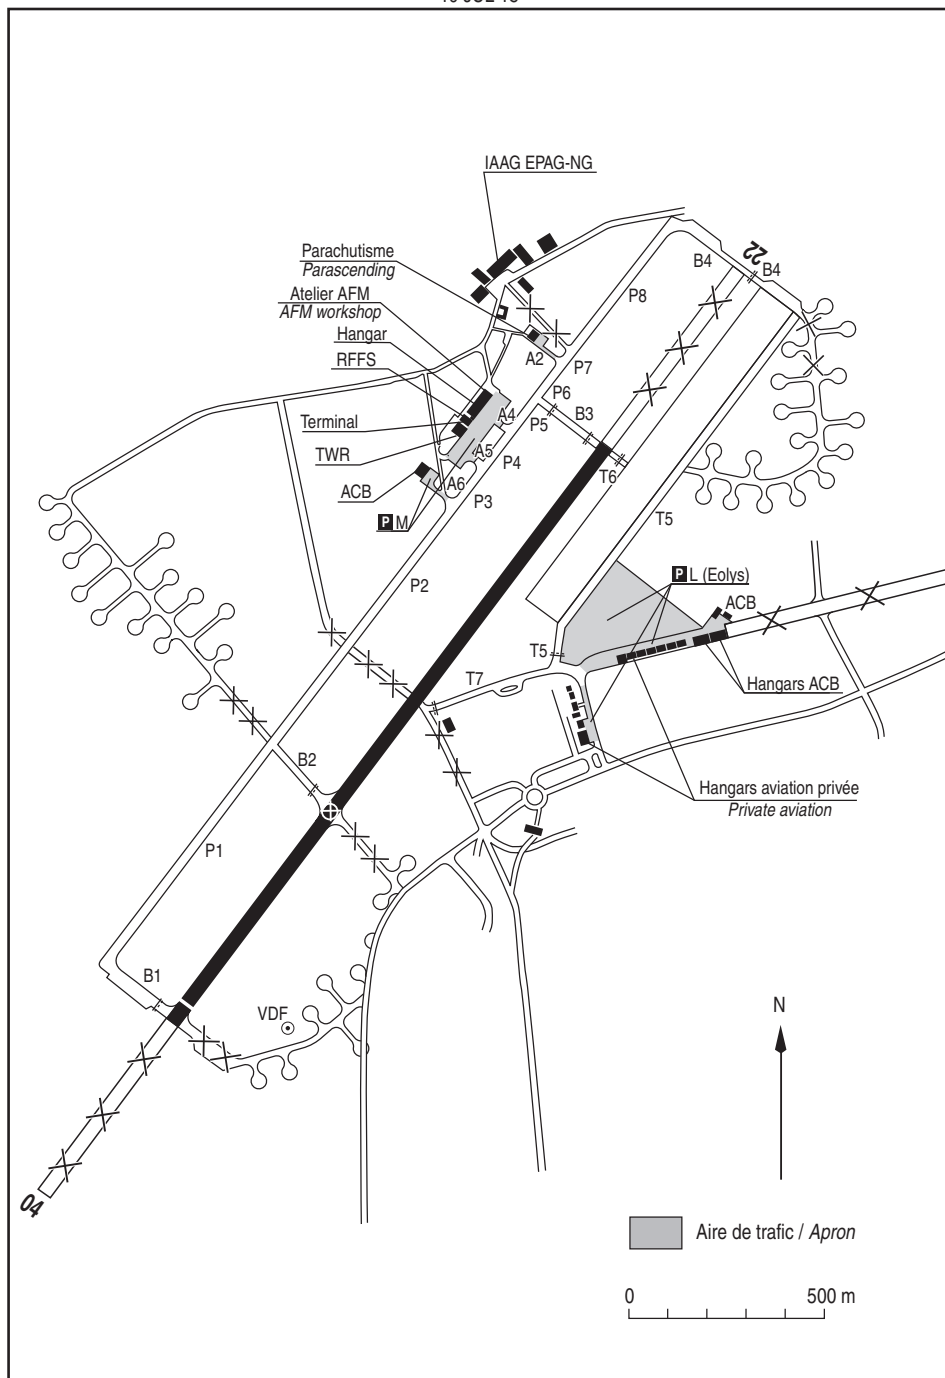 IAAG EPAG-NG
Parachutisme
Parascending
Atelier AFM
AFM workshop
Hangar
RFFS
Terminal
TWR
ACB
P M
22
B4
B4
P8
A2
P7
P6
B3
P5
A4
A5
P4
A6
P3
T6
T5
P2
P L (Eolys)
ACB
T5
T7
Hangars ACB
B2
Hangars aviation privée
Private aviation
P1
B1
VDF
N
04
Aire de trafic / Apron
0 500 m